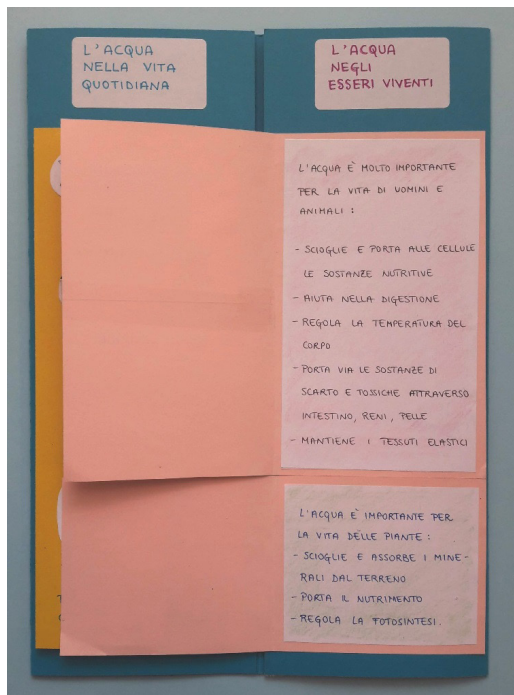 L'ACQUA
NELLA VITA
QUOTIDIANA
L'ACQUA
NEGLI
ESSERI VIVENTI
L'ACQUA È MOLTO IMPORTANTE
PER LA VITA DI UOMINI E
ANIMALI :
- SCIOGLIE E PORTA ALLE CELLULE
LE SOSTANZE NUTRITIVE
- AIUTA NELLA DIGESTIONE
- REGOLA LA TEMPERATURA DEL
CORPO
- PORTA VIA LE SOSTANZE DI
SCARTO E TOSSICHE ATTRAVERSO
INTESTINO, RENI, PELLE
- MANTIENE I TESSUTI ELASTICI
L'ACQUA È IMPORTANTE PER
LA VITA DELLE PIANTE :
- SCIOGLIE E ASSORBE I MINE-
RALI DAL TERRENO
- PORTA IL NUTRIMENTO
- REGOLA LA FOTOSINTESI.